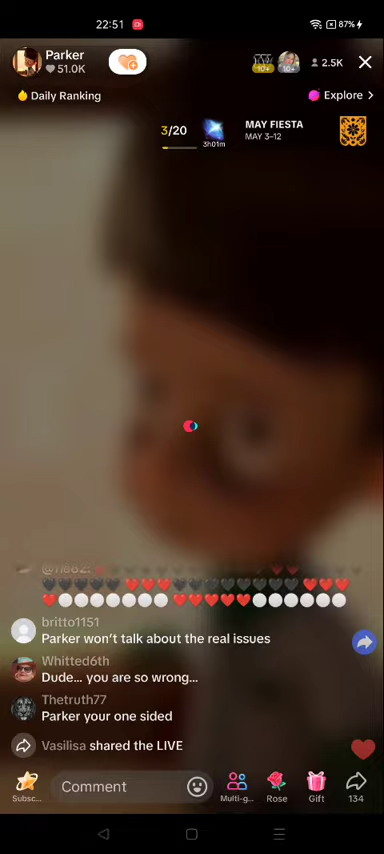 22:51
87%
Parker
51.0K
10+
10+
2.5K
Daily Ranking
Explore >
3/20
3h01m
MAY FIESTA
MAY 3–12
britto1151
Parker won't talk about the real issues
Whitted6th
Dude... you are so wrong...
Thetruth77
Parker your one sided
Vasilisa shared the LIVE
Comment
Subsc...
Multi-g...
Rose
Gift
134